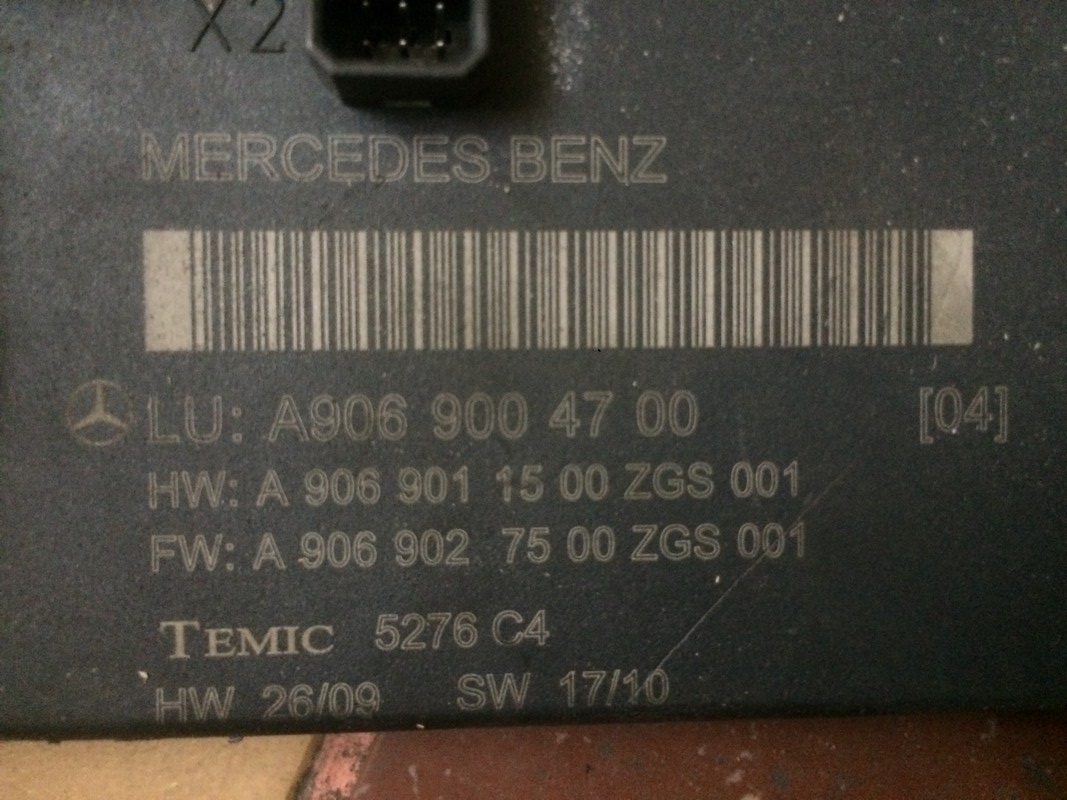 X2
MERCEDES BENZ
LU: A906 900 47 00 [04]
HW: A 906 901 15 00 ZGS 001
FW: A 906 902 75 00 ZGS 001
TEMIC 5276 C4
HW 26/09 SW 17/10